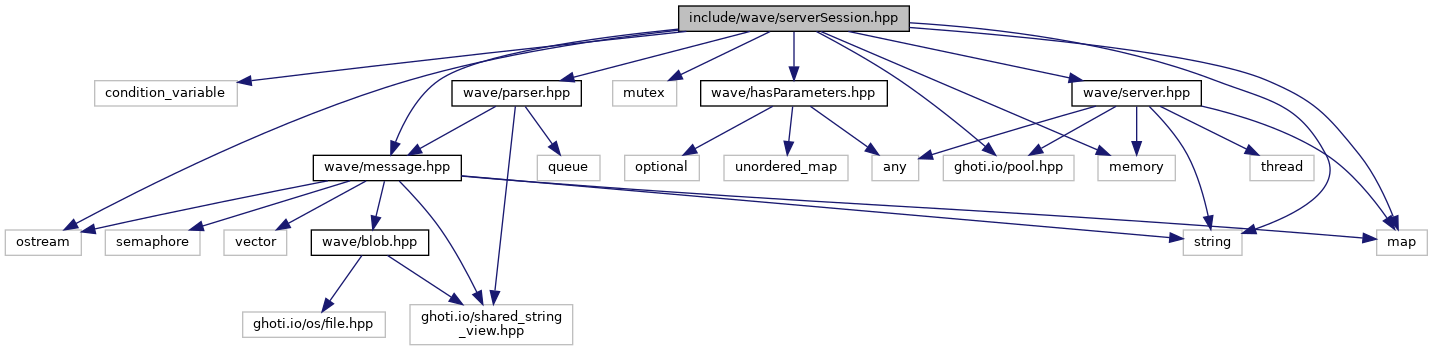 include/wave/serverSession.hpp
condition_variable
wave/parser.hpp
mutex
wave/hasParameters.hpp
wave/server.hpp
wave/message.hpp
queue
optional
unordered_map
any
ghoti.io/pool.hpp
memory
thread
ostream
semaphore
vector
wave/blob.hpp
string
map
ghoti.io/os/file.hpp
ghoti.io/shared_string
_view.hpp